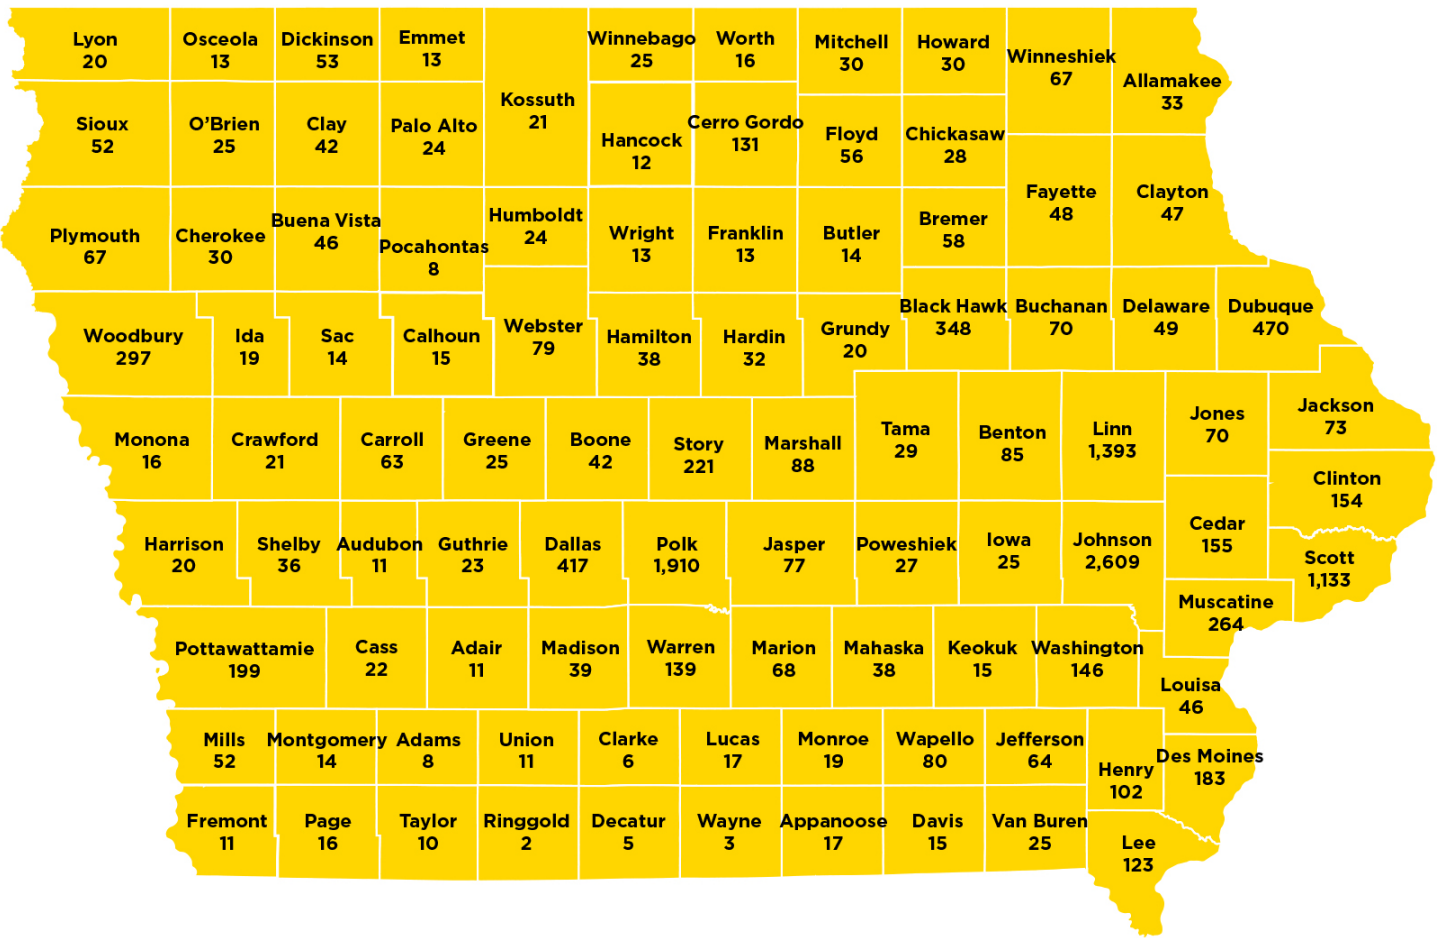 Lyon
20
Osceola
13
Dickinson
53
Emmet
13
Kossuth
21
Winnebago
25
Worth
16
Mitchell
30
Howard
30
Winneshiek
67
Allamakee
33
Sioux
52
O’Brien
25
Clay
42
Palo Alto
24
Hancock
12
Cerro Gordo
131
Floyd
56
Chickasaw
28
Fayette
48
Clayton
47
Plymouth
67
Cherokee
30
Buena Vista
46
Pocahontas
8
Humboldt
24
Wright
13
Franklin
13
Butler
14
Bremer
58
Woodbury
297
Ida
19
Sac
14
Calhoun
15
Webster
79
Hamilton
38
Hardin
32
Grundy
20
Black Hawk
348
Buchanan
70
Delaware
49
Dubuque
470
Monona
16
Crawford
21
Carroll
63
Greene
25
Boone
42
Story
221
Marshall
88
Tama
29
Benton
85
Linn
1,393
Jones
70
Jackson
73
Clinton
154
Harrison
20
Shelby
36
Audubon
11
Guthrie
23
Dallas
417
Polk
1,910
Jasper
77
Poweshiek
27
Iowa
25
Johnson
2,609
Cedar
155
Scott
1,133
Muscatine
264
Pottawattamie
199
Cass
22
Adair
11
Madison
39
Warren
139
Marion
68
Mahaska
38
Keokuk
15
Washington
146
Louisa
46
Mills
52
Montgomery
14
Adams
8
Union
11
Clarke
6
Lucas
17
Monroe
19
Wapello
80
Jefferson
64
Henry
102
Des Moines
183
Fremont
11
Page
16
Taylor
10
Ringgold
2
Decatur
5
Wayne
3
Appanoose
17
Davis
15
Van Buren
25
Lee
123